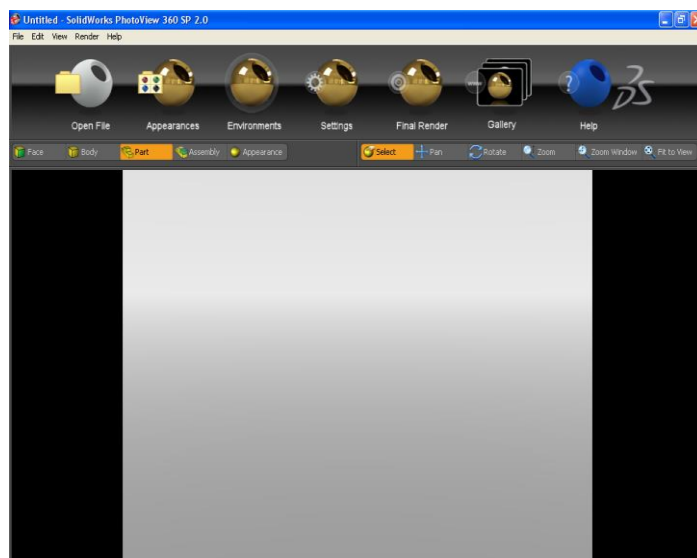 Untitled - SolidWorks PhotoView 360 SP 2.0
File Edit View Render Help
Open File Appearances Environments Settings Final Render Gallery Help
Face Body Part Assembly Appearance Select Pan Rotate Zoom Zoom Window Fit to View